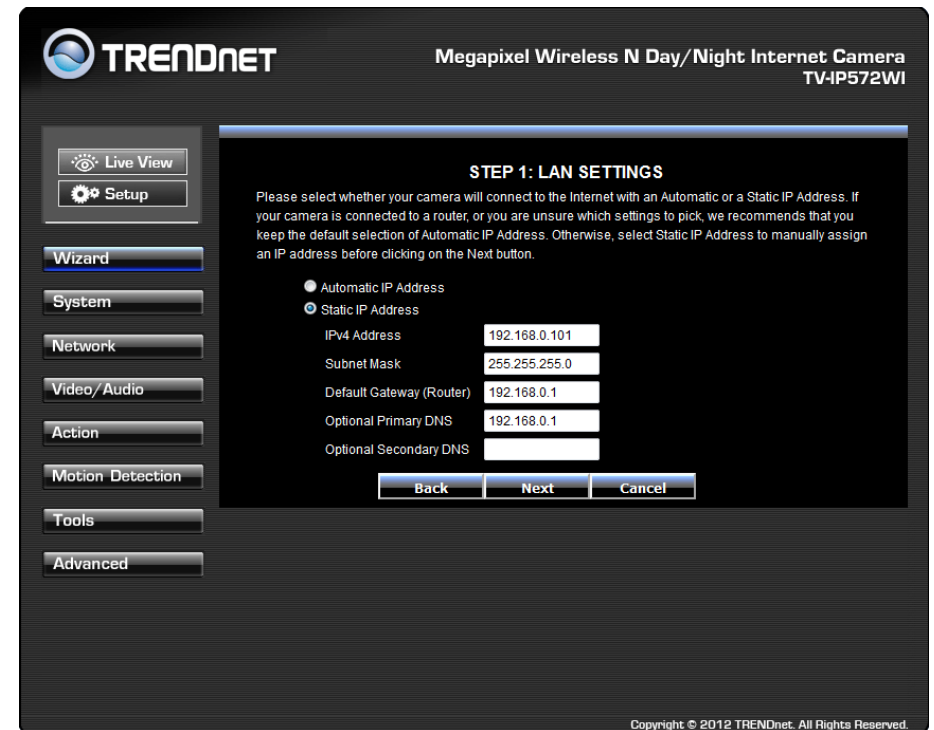 TRENDNET
Megapixel Wireless N Day/Night Internet Camera
TV-IP572WI
Live View
Setup
Wizard
System
Network
Video/Audio
Action
Motion Detection
Tools
Advanced
STEP 1: LAN SETTINGS
Please select whether your camera will connect to the Internet with an Automatic or a Static IP Address. If
your camera is connected to a router, or you are unsure which settings to pick, we recommends that you
keep the default selection of Automatic IP Address. Otherwise, select Static IP Address to manually assign
an IP address before clicking on the Next button.
Automatic IP Address
Static IP Address
IPv4 Address 192.168.0.101
Subnet Mask 255.255.255.0
Default Gateway (Router) 192.168.0.1
Optional Primary DNS 192.168.0.1
Optional Secondary DNS
Back Next Cancel
Copyright © 2012 TRENDnet. All Rights Reserved.